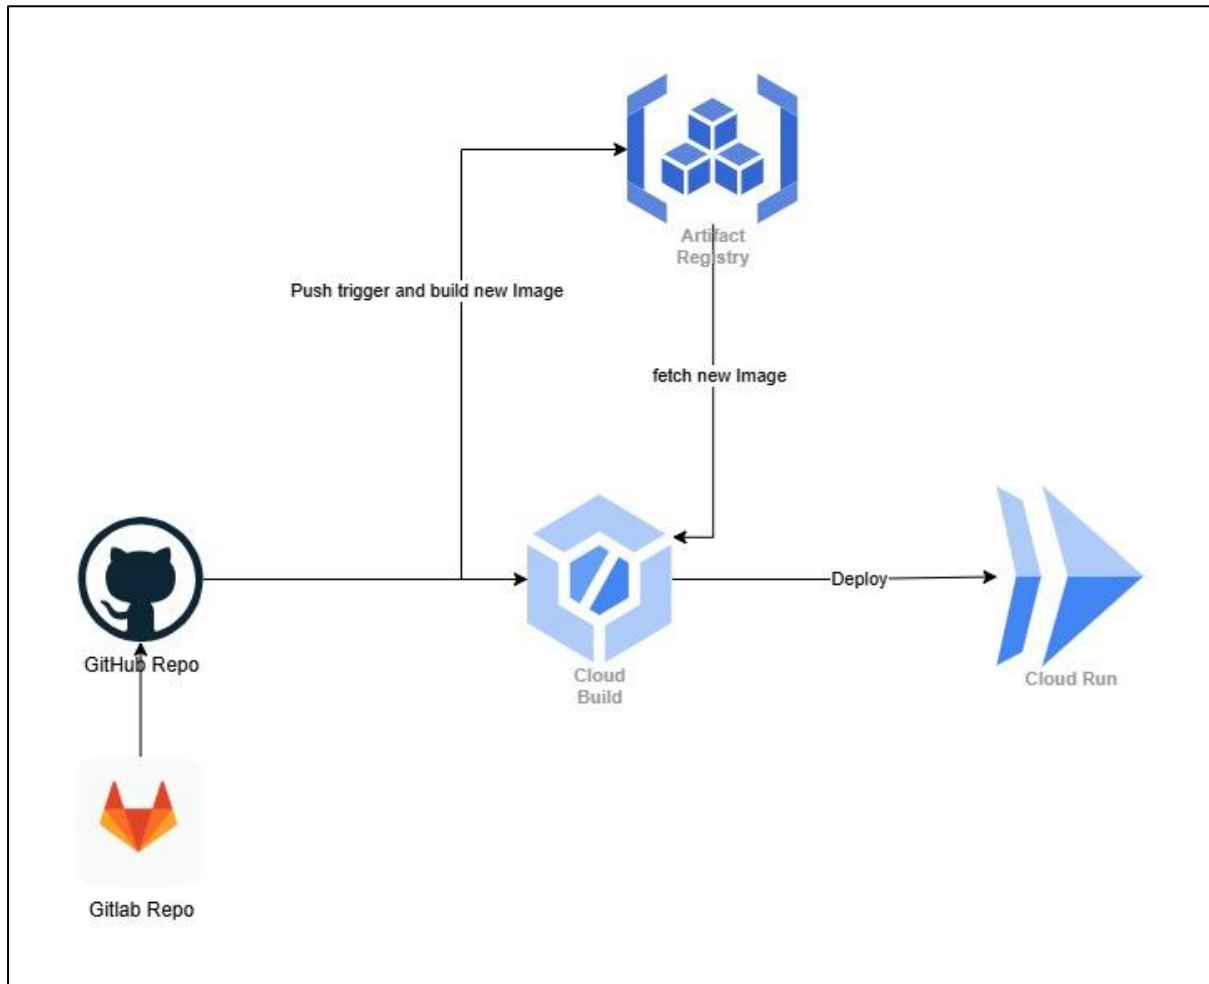 Artifact
Registry
Push trigger and build new Image
fetch new Image
Deploy
GitHub Repo
Cloud
Build
Cloud Run
Gitlab Repo